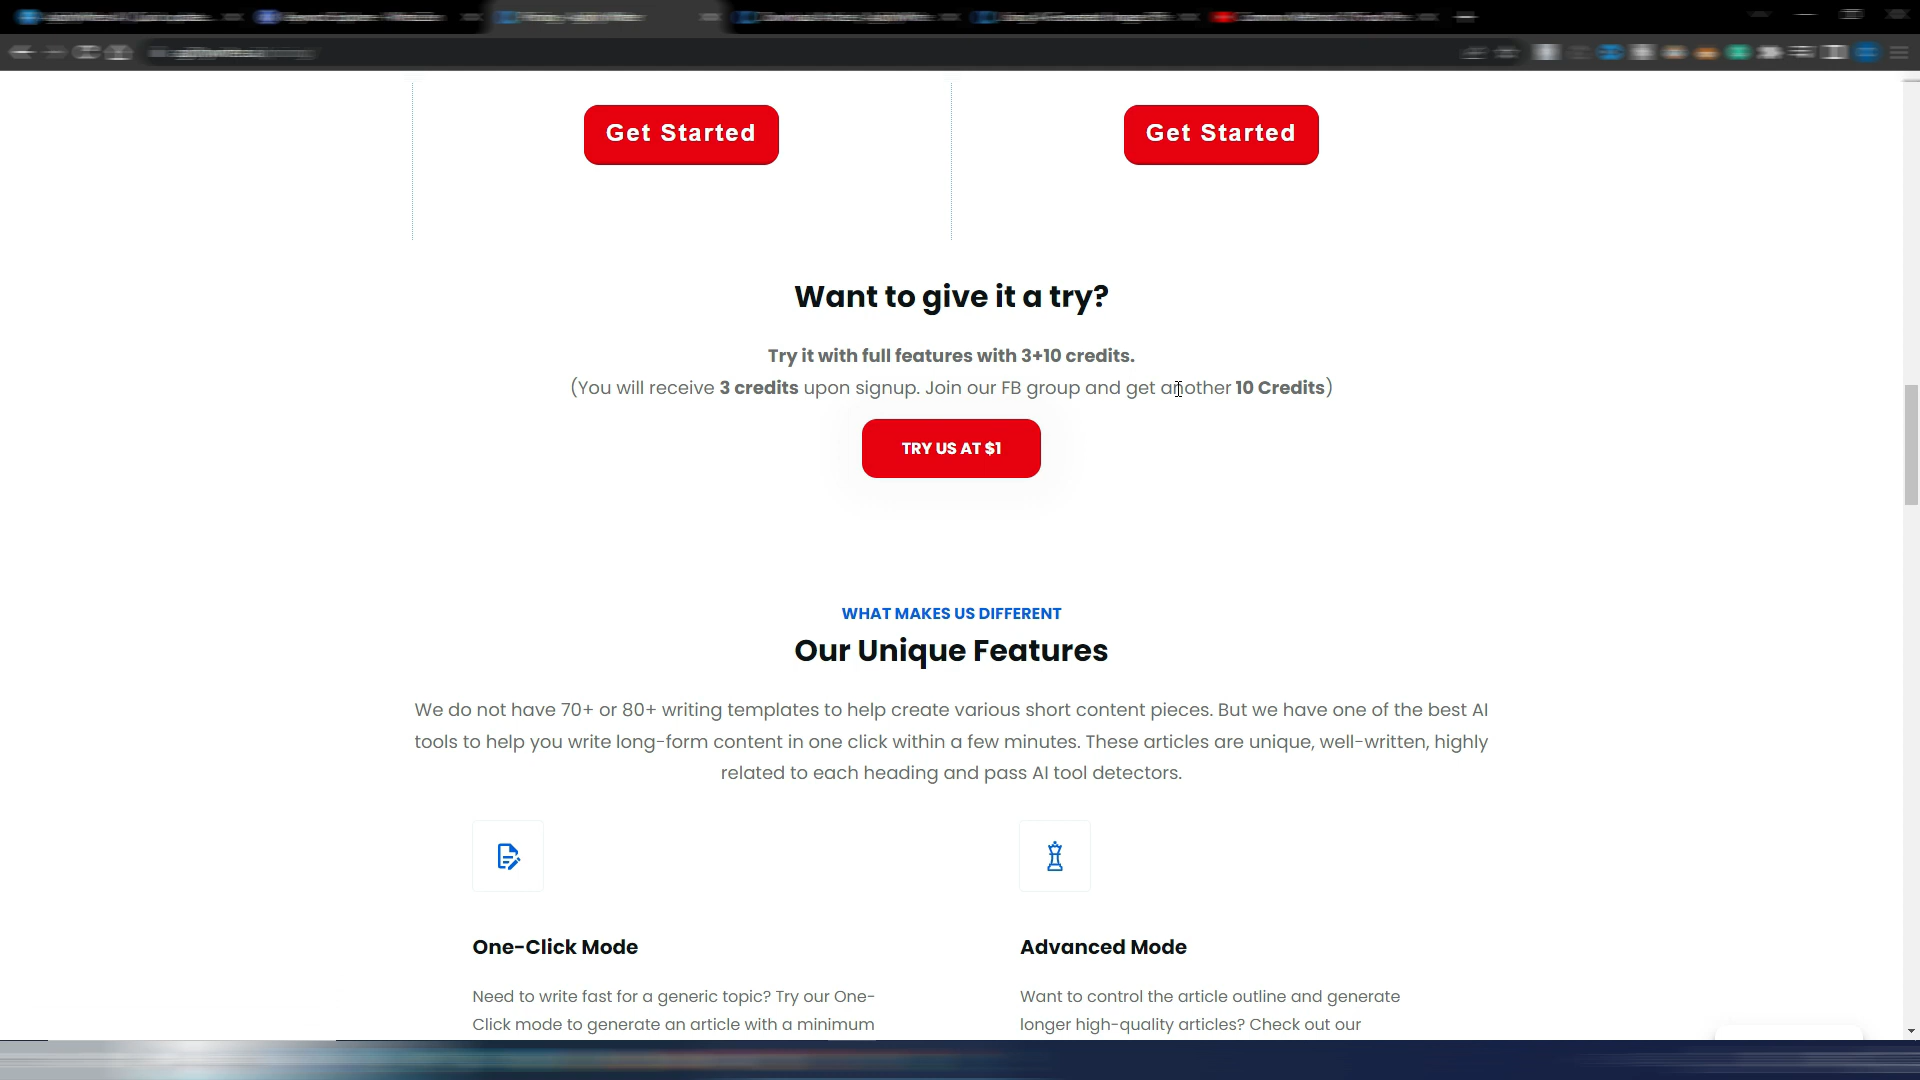 Get Started
Get Started
Want to give it a try?
Try it with full features with 3+10 credits.
(You will receive 3 credits upon signup. Join our FB group and get another 10 Credits)
TRY US AT $1
WHAT MAKES US DIFFERENT
Our Unique Features
We do not have 70+ or 80+ writing templates to help create various short content pieces. But we have one of the best AI
tools to help you write long-form content in one click within a few minutes. These articles are unique, well-written, highly
related to each heading and pass AI tool detectors.
One-Click Mode
Need to write fast for a generic topic? Try our One-
Click mode to generate an article with a minimum
Advanced Mode
Want to control the article outline and generate
longer high-quality articles? Check out our